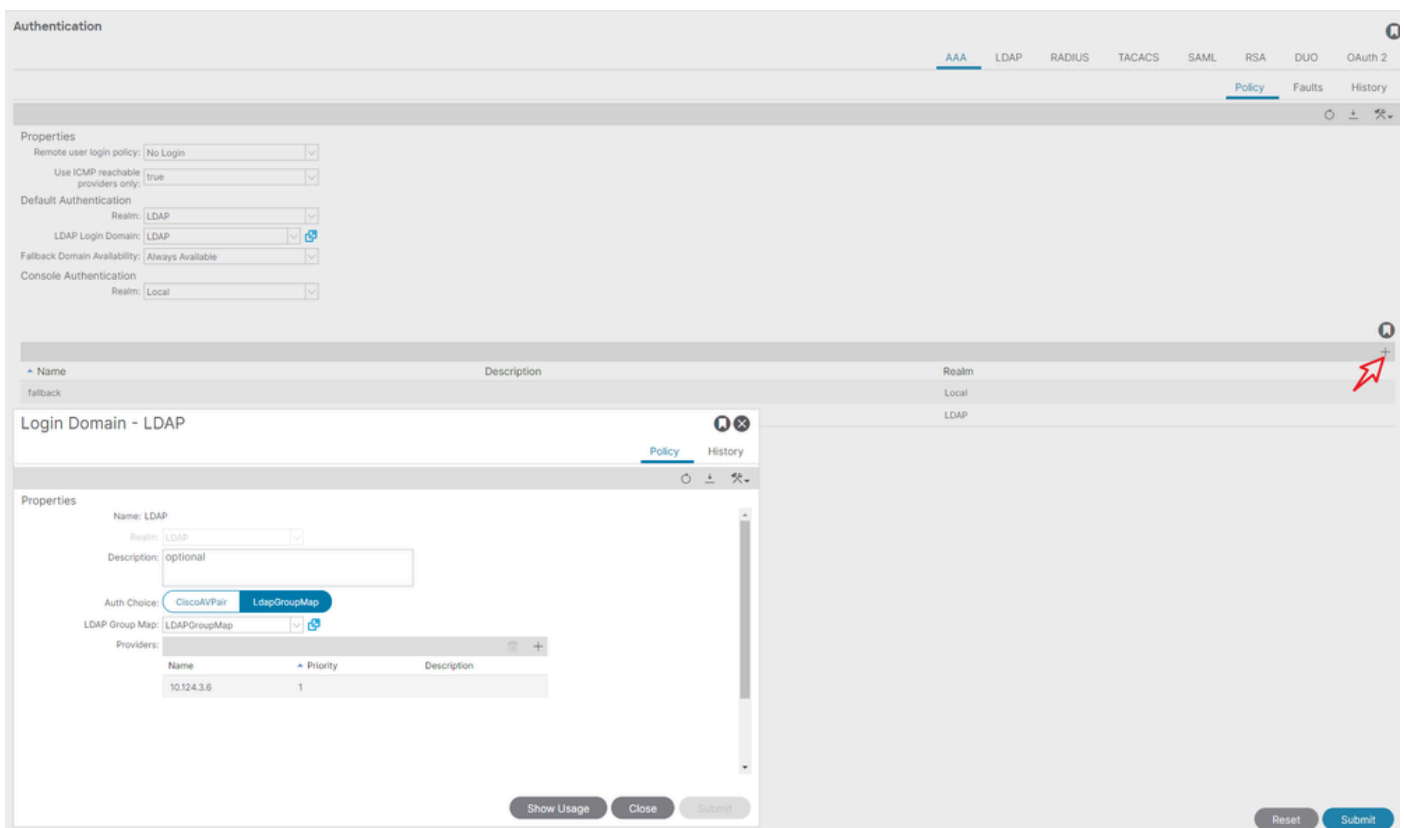 Authentication
AAA LDAP RADIUS TACACS SAML RSA DUO OAuth 2
Policy Faults History
Properties
Remote user login policy: No Login
Use ICMP reachable providers only: true
Default Authentication
Realm: LDAP
LDAP Login Domain: LDAP
Fallback Domain Availability: Always Available
Console Authentication
Realm: Local
Name Description Realm
fallback Local
LDAP
Login Domain - LDAP
Policy History
Properties
Name: LDAP
Realm: LDAP
Description: optional
Auth Choice: CiscoAVPair LdapGroupMap
LDAP Group Map: LDAPGroupMap
Providers:
Name Priority Description
10.124.3.6 1
Show Usage Close Submit
Reset Submit